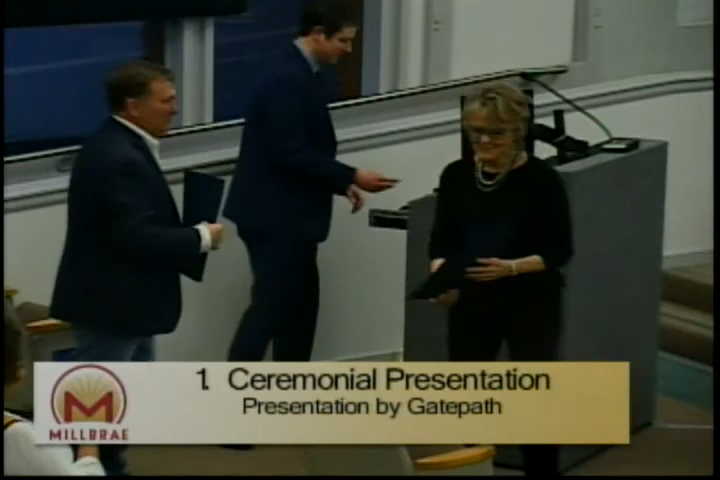 1. Ceremonial Presentation
Presentation by Gatepath
M
MILLBRAE